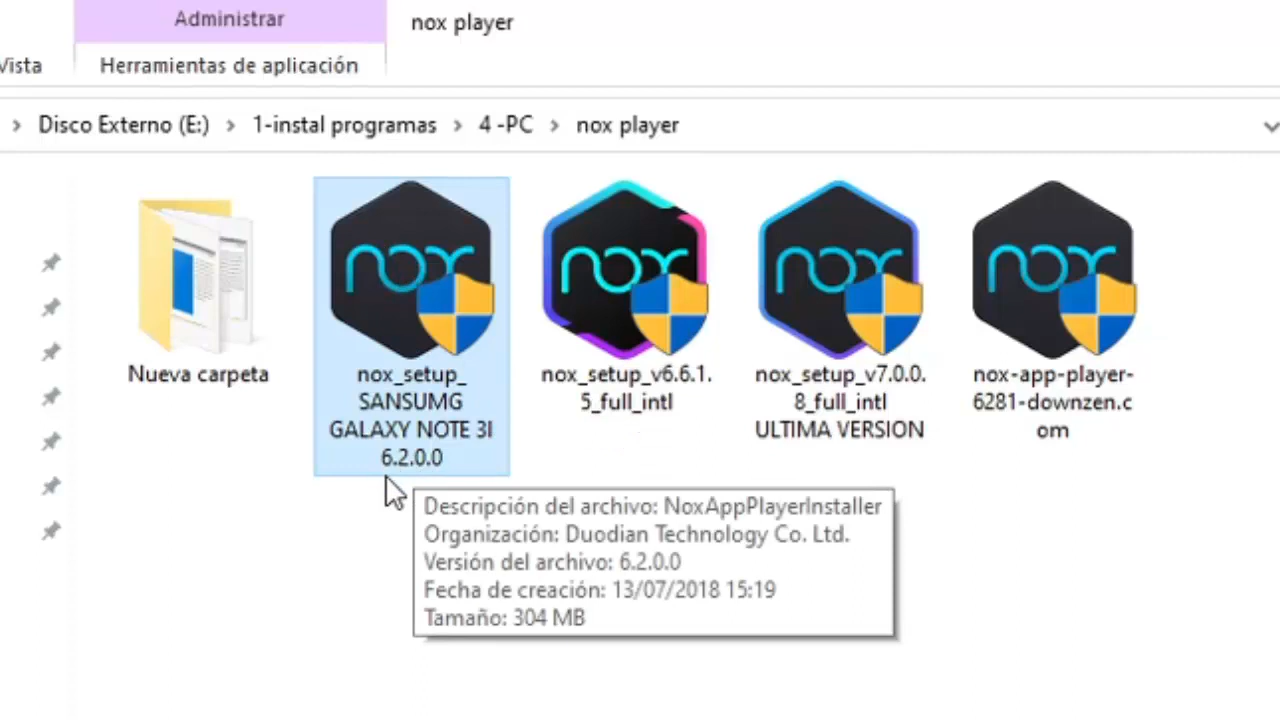 Administrar
nox player
Vista
Herramientas de aplicación
Disco Externo (E:)
1-instal programas
4 -PC
nox player
nox
nox
nox
nox
Nueva carpeta
nox_setup_
SANSUMG
GALAXY NOTE 3I
6.2.0.0
nox_setup_v6.6.1.
5_full_intl
nox_setup_v7.0.0.
8_full_intl
ULTIMA VERSION
nox-app-player-
6281-downzen.c
om
Descripción del archivo: NoxAppPlayerInstaller
Organización: Duodian Technology Co. Ltd.
Versión del archivo: 6.2.0.0
Fecha de creación: 13/07/2018 15:19
Tamaño: 304 MB